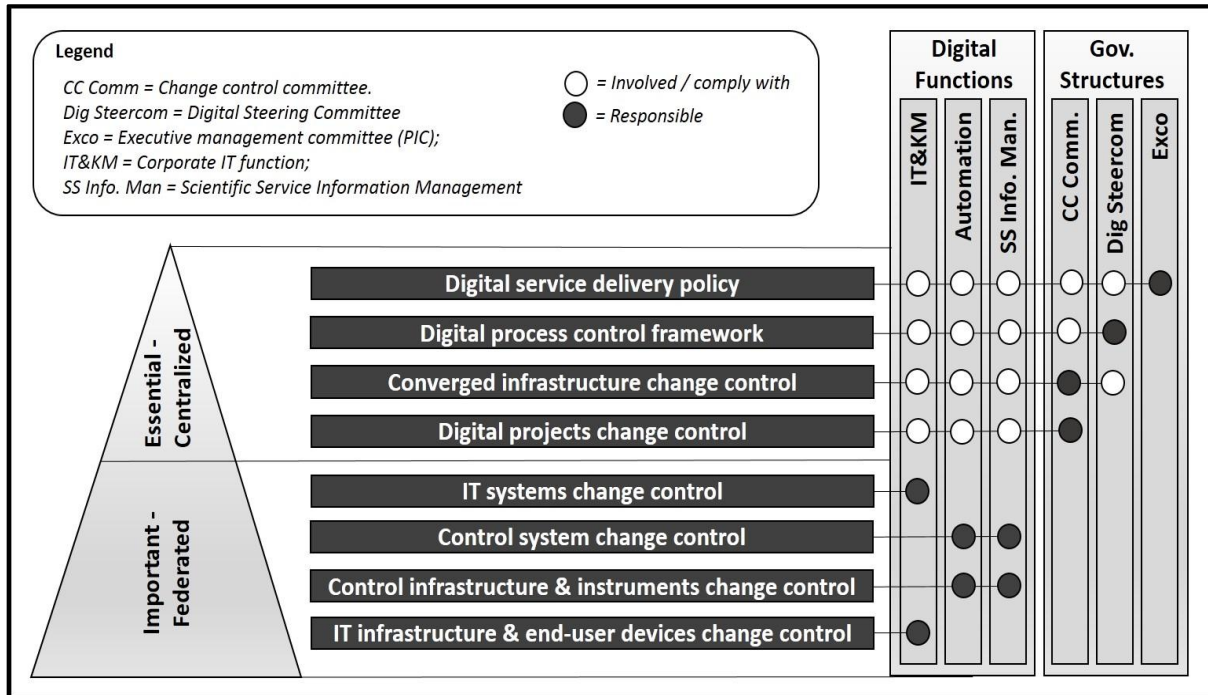 Legend
CC Comm = Change control committee.
Dig Steercom = Digital Steering Committee
Exco = Executive management committee (PIC);
IT&KM = Corporate IT function;
SS Info. Man = Scientific Service Information Management
= Involved / comply with
= Responsible
Digital
Functions
Gov.
Structures
IT&KM
Automation
SS Info. Man.
CC Comm.
Dig Steercom
Exco
Essential -
Centralized
Digital service delivery policy
Digital process control framework
Converged infrastructure change control
Digital projects change control
Important -
Federated
IT systems change control
Control system change control
Control infrastructure & instruments change control
IT infrastructure & end-user devices change control